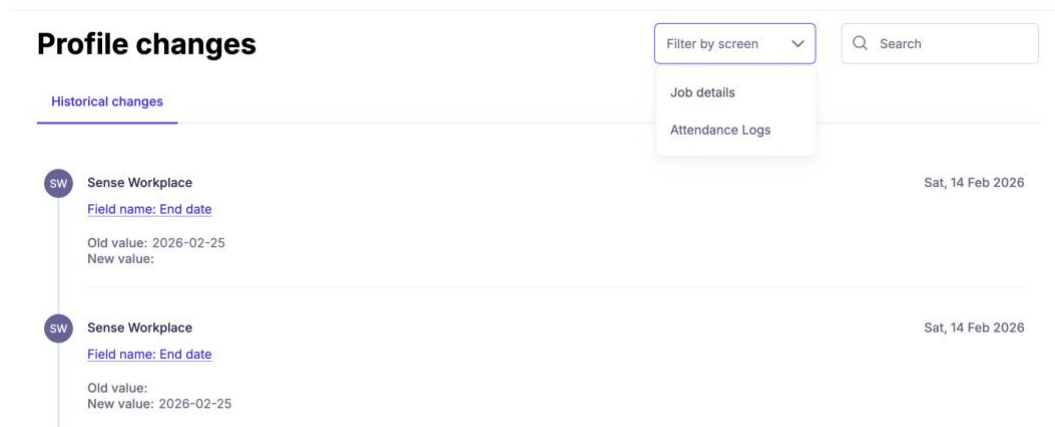 Profile changes
Filter by screen
Search
Job details
Attendance Logs
Historical changes
SW
Sense Workplace
Sat, 14 Feb 2026
Field name: End date
Old value: 2026-02-25
New value:
SW
Sense Workplace
Sat, 14 Feb 2026
Field name: End date
Old value:
New value: 2026-02-25